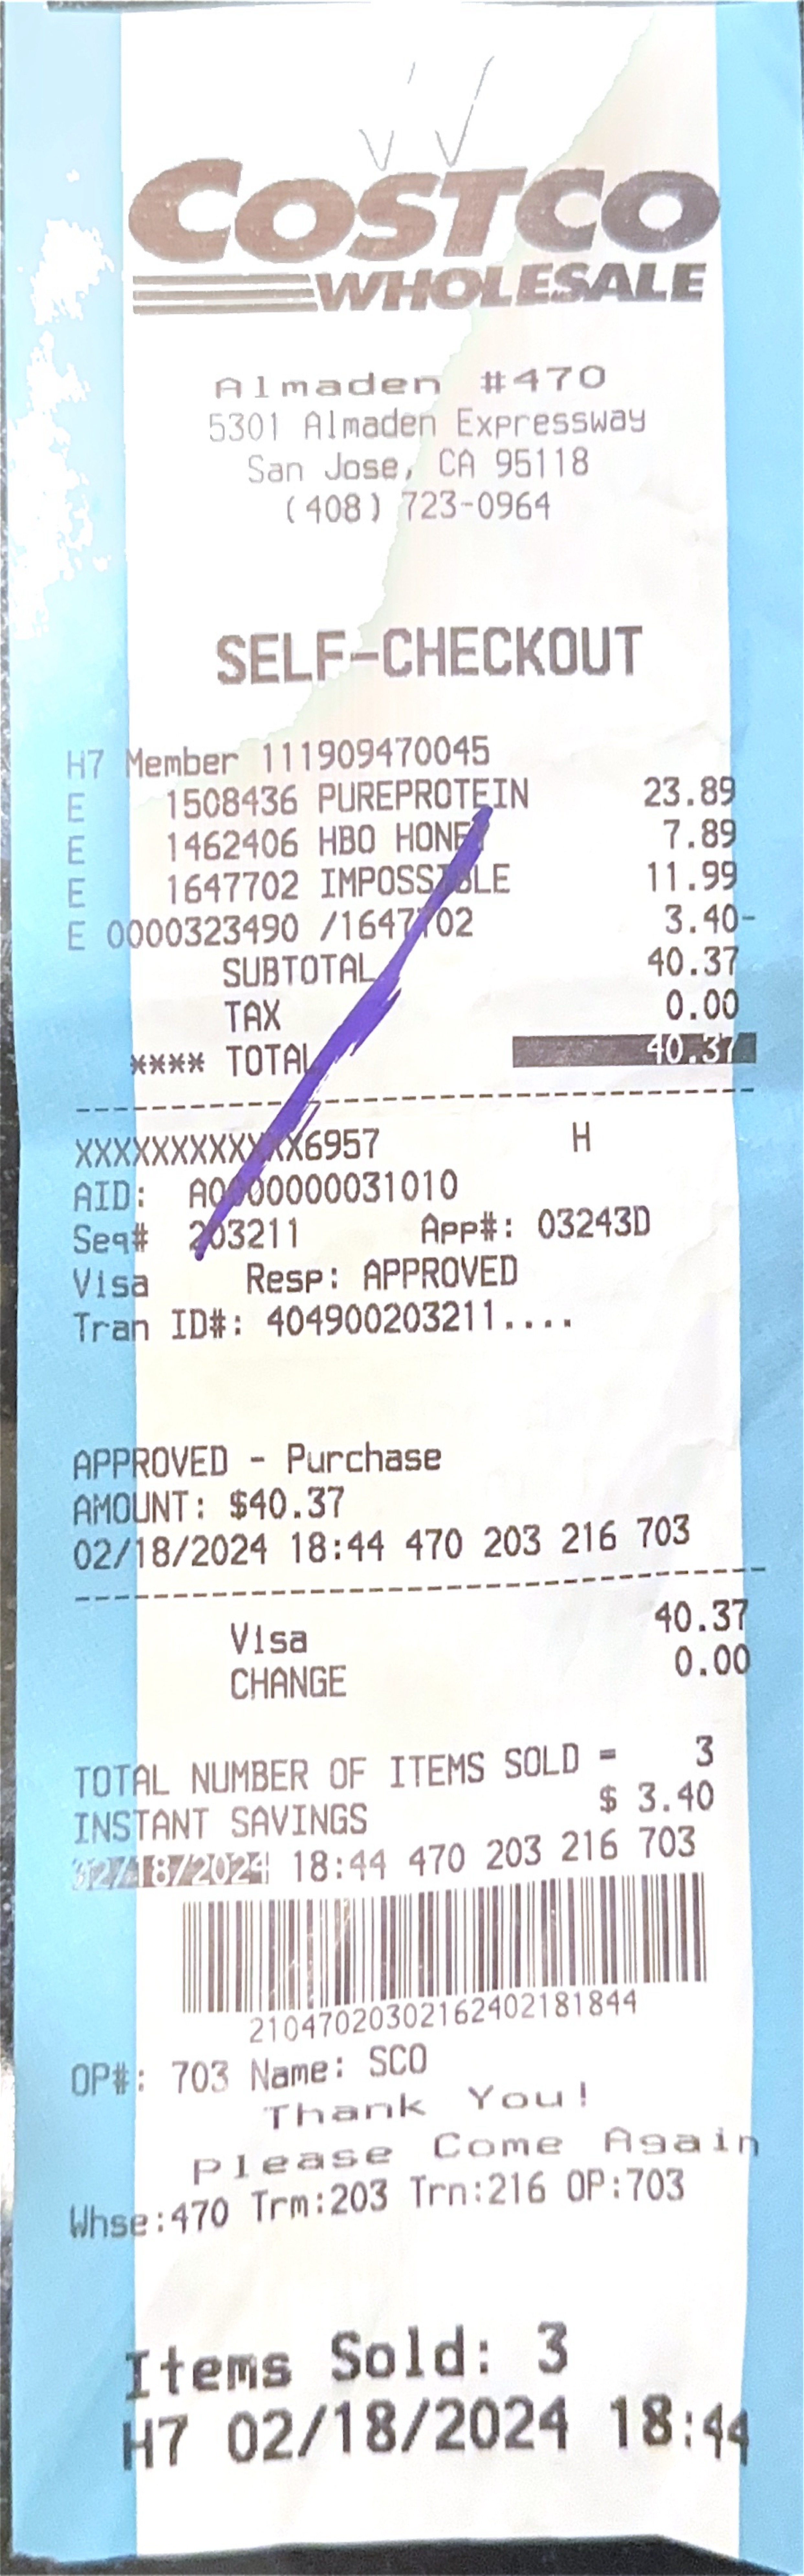 COSTCO
WHOLESALE
Almaden #470
5301 Almaden Expressway
San Jose, CA 95118
(408) 723-0964
SELF-CHECKOUT
H7 Member 111909470045
E 1508436 PUREPROTEIN 23.89
E 1462406 HBO HONEY 7.89
E 1647702 IMPOSSIBLE 11.99
E 0000323490 /1647702 3.40-
SUBTOTAL 40.37
TAX 0.00
**** TOTAL 40.37
XXXXXXXXXXXX6957 H
AID: A0000000031010
Seq# 203211 App#: 03243D
Visa Resp: APPROVED
Tran ID#: 404900203211....
APPROVED - Purchase
AMOUNT: $40.37
02/18/2024 18:44 470 203 216 703
Visa 40.37
CHANGE 0.00
TOTAL NUMBER OF ITEMS SOLD = 3
INSTANT SAVINGS $ 3.40
02/18/2024 18:44 470 203 216 703
21047020302162402181844
OP#: 703 Name: SCO
Thank You!
Please Come Again
Whse:470 Trm:203 Trn:216 OP:703
Items Sold: 3
H7 02/18/2024 18:44